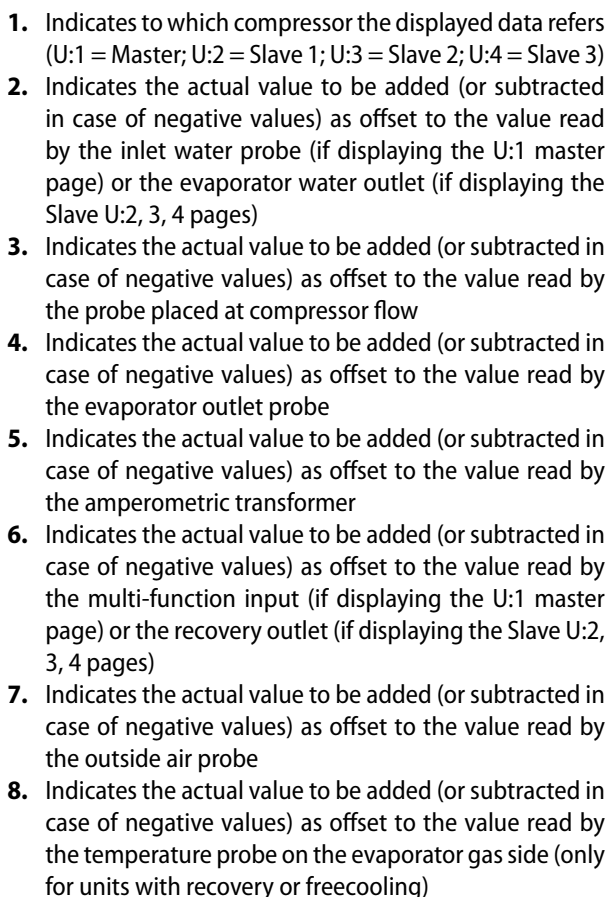 1. Indicates to which compressor the displayed data refers
(U:1 = Master; U:2 = Slave 1; U:3 = Slave 2; U:4 = Slave 3)
2. Indicates the actual value to be added (or subtracted
in case of negative values) as offset to the value read
by the inlet water probe (if displaying the U:1 master
page) or the evaporator water outlet (if displaying the
Slave U:2, 3, 4 pages)
3. Indicates the actual value to be added (or subtracted in
case of negative values) as offset to the value read by
the probe placed at compressor flow
4. Indicates the actual value to be added (or subtracted in
case of negative values) as offset to the value read by
the evaporator outlet probe
5. Indicates the actual value to be added (or subtracted in
case of negative values) as offset to the value read by
the amperometric transformer
6. Indicates the actual value to be added (or subtracted in
case of negative values) as offset to the value read by
the multi-function input (if displaying the U:1 master
page) or the recovery outlet (if displaying the Slave U:2,
3, 4 pages)
7. Indicates the actual value to be added (or subtracted in
case of negative values) as offset to the value read by
the outside air probe
8. Indicates the actual value to be added (or subtracted in
case of negative values) as offset to the value read by
the temperature probe on the evaporator gas side (only
for units with recovery or freecooling)